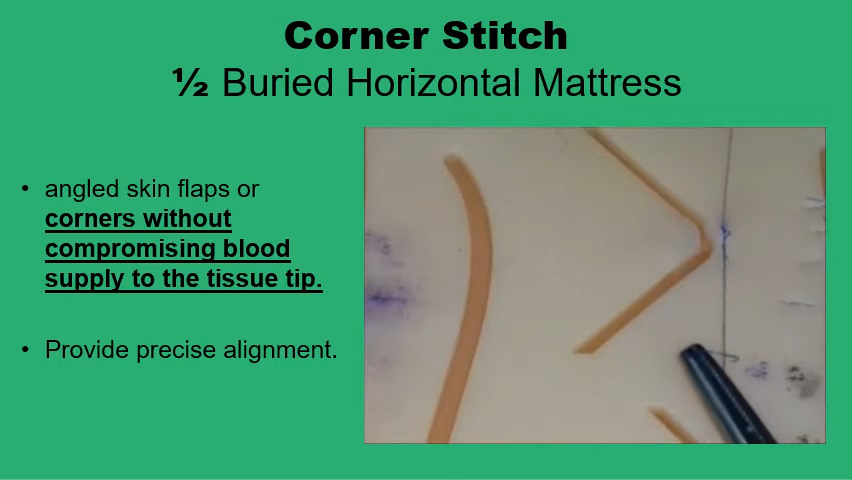 Corner Stitch
½ Buried Horizontal Mattress
• angled skin flaps or
corners without
compromising blood
supply to the tissue tip.
• Provide precise alignment.